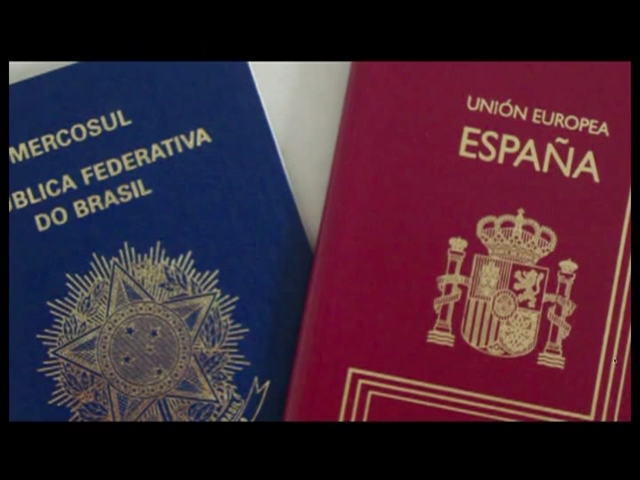 MERCOSUL
BLICA FEDERATIVA
DO BRASIL
UNIÓN EUROPEA
ESPAÑA